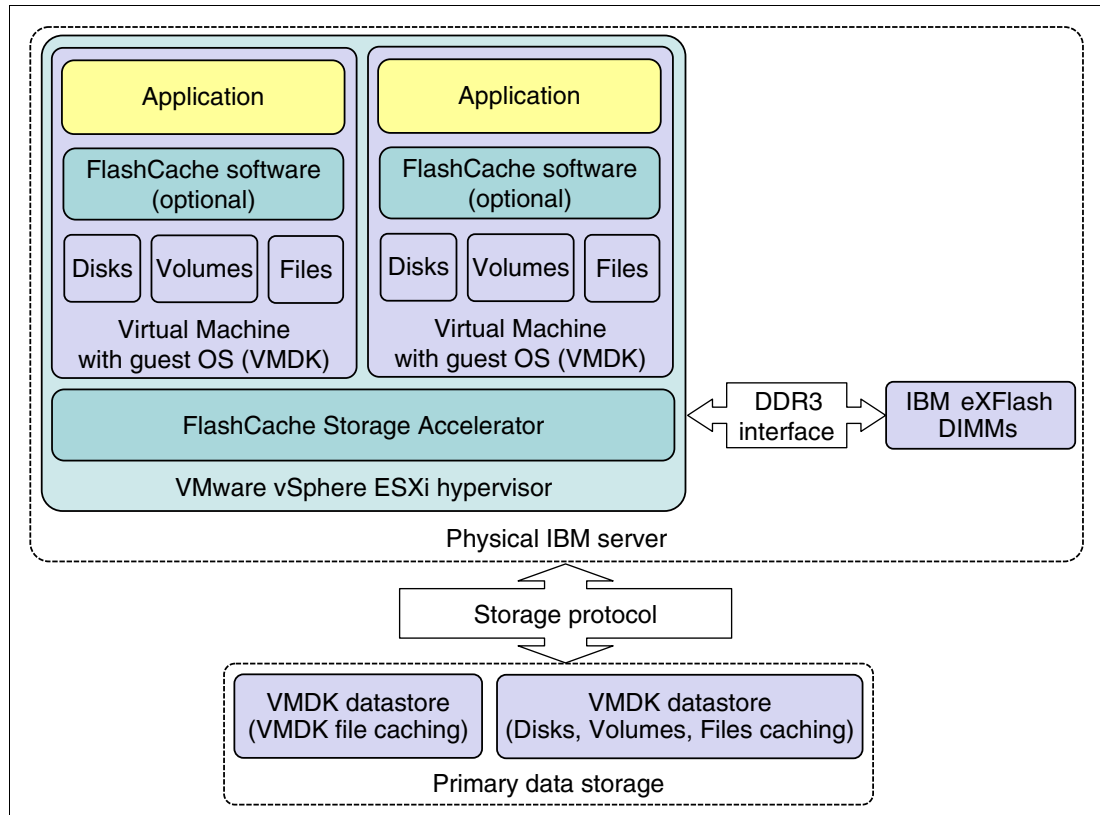 Application
FlashCache software
(optional)
Disks
Volumes
Files
Virtual Machine
with guest OS (VMDK)
Application
FlashCache software
(optional)
Disks
Volumes
Files
Virtual Machine
with guest OS (VMDK)
FlashCache Storage Accelerator
VMware vSphere ESXi hypervisor
DDR3
interface
IBM eXFlash
DIMMs
Physical IBM server
Storage protocol
VMDK datastore
(VMDK file caching)
VMDK datastore
(Disks, Volumes, Files caching)
Primary data storage